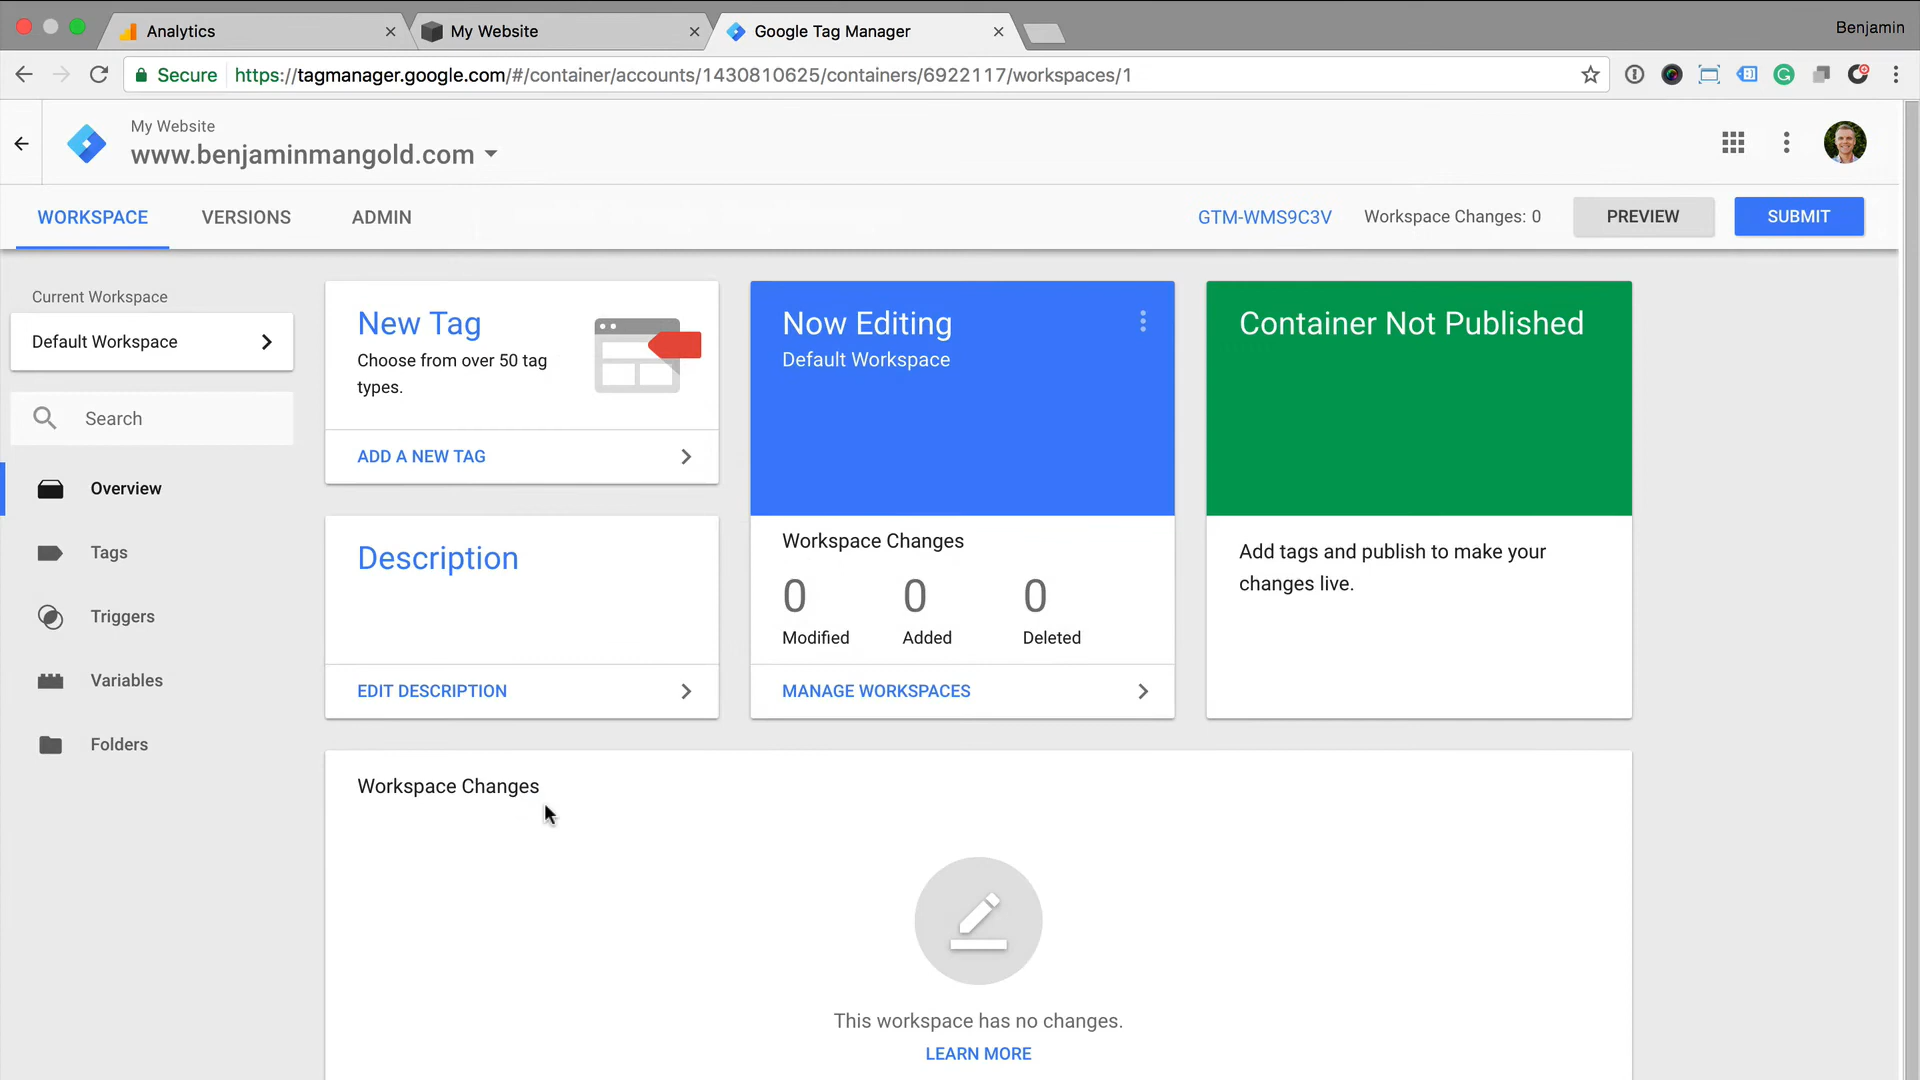 Analytics
My Website
Google Tag Manager
Benjamin
Secure
https://tagmanager.google.com/#/container/accounts/1430810625/containers/6922117/workspaces/1
My Website
www.benjaminmangold.com
WORKSPACE
VERSIONS
ADMIN
GTM-WMS9C3V
Workspace Changes: 0
PREVIEW
SUBMIT
Current Workspace
Default Workspace
Search
Overview
Tags
Triggers
Variables
Folders
New Tag
Choose from over 50 tag
types.
ADD A NEW TAG
Description
EDIT DESCRIPTION
Now Editing
Default Workspace
Workspace Changes
0 0 0
Modified Added Deleted
MANAGE WORKSPACES
Container Not Published
Add tags and publish to make your
changes live.
Workspace Changes
This workspace has no changes.
LEARN MORE